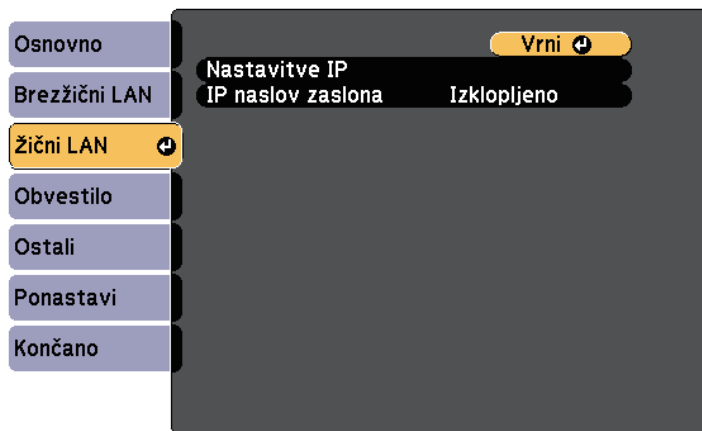 Osnovno
Brezžični LAN
Žični LAN
Obvestilo
Ostali
Ponastavi
Končano
Vrni
Nastavitve IP
IP naslov zaslona Izklopljeno